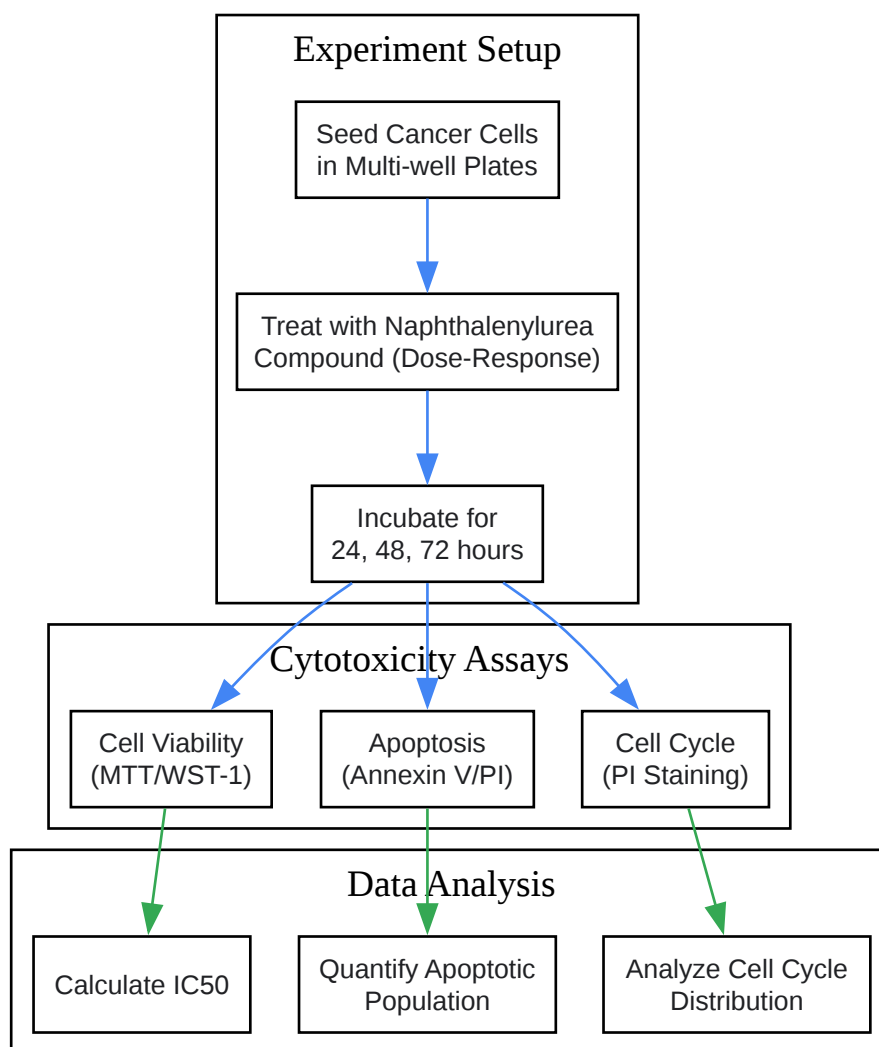 Experiment Setup
Seed Cancer Cells
in Multi-well Plates
Treat with Naphthalenylurea
Compound (Dose-Response)
Incubate for
24, 48, 72 hours
Cytotoxicity Assays
Cell Viability
(MTT/WST-1)
Apoptosis
(Annexin V/PI)
Cell Cycle
(PI Staining)
Data Analysis
Calculate IC50
Quantify Apoptotic
Population
Analyze Cell Cycle
Distribution